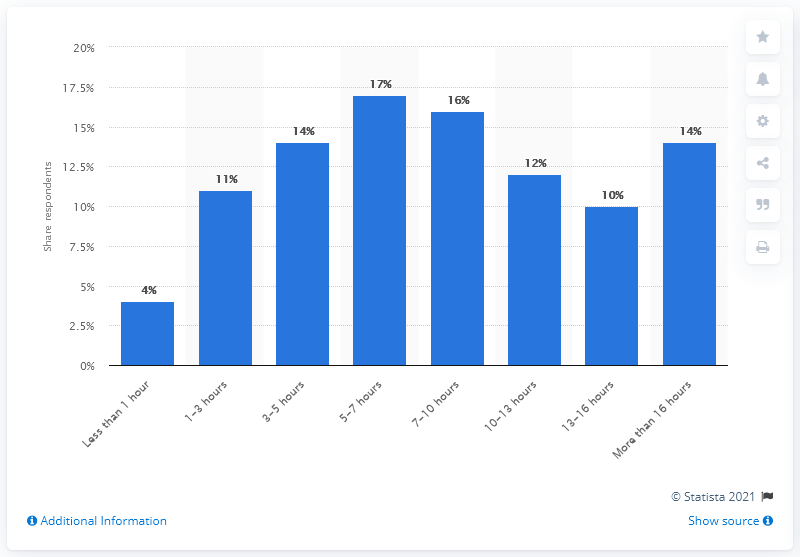 20%
17.5%
15%
12.5%
10%
7.5%
5%
2.5%
0%
Share respondents
4%
11%
14%
17%
16%
12%
10%
14%
Less than 1 hour
1–3 hours
3–5 hours
5–7 hours
7–10 hours
10–13 hours
13–16 hours
More than 16 hours
© Statista 2021
Additional Information
Show source